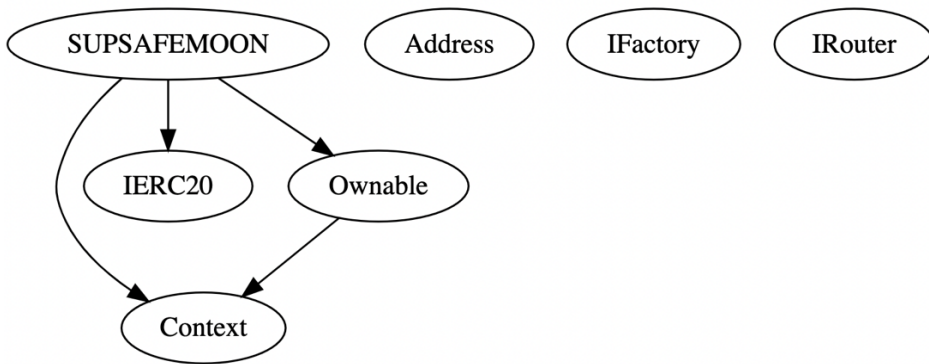 SUPSAFEMOON
Address
IFactory
IRouter
IERC20
Ownable
Context